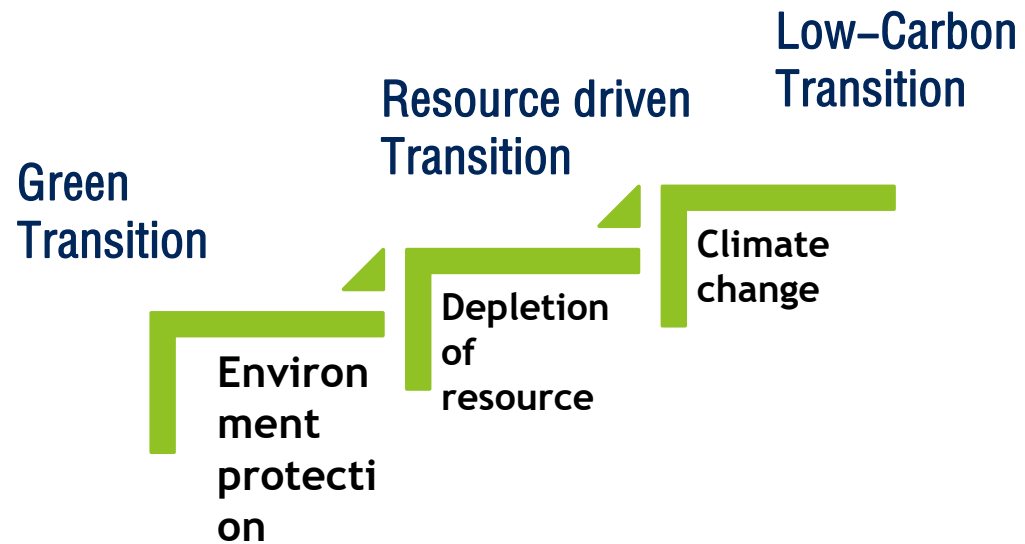 Low–Carbon
Transition
Resource driven
Transition
Green
Transition
Climate
change
Depletion
of
resource
Environ
ment
protecti
on